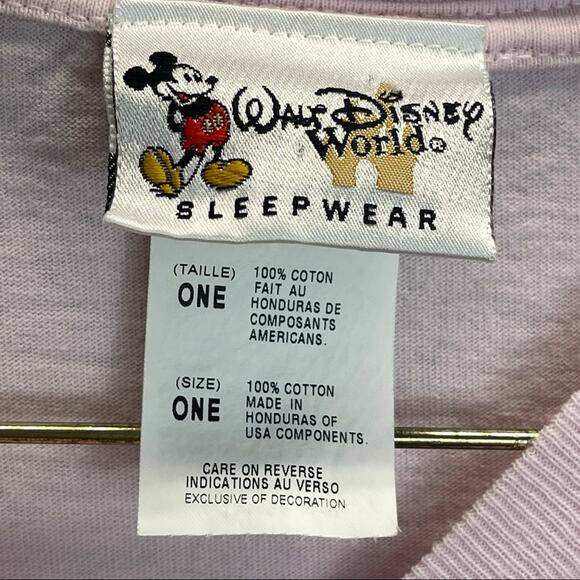 Walt Disney
World®
SLEEPWEAR
(TAILLE) 100% COTON
ONE FAIT AU
HONDURAS DE
COMPOSANTS
AMERICANS.
(SIZE) 100% COTTON
ONE MADE IN
HONDURAS OF
USA COMPONENTS.
CARE ON REVERSE
INDICATIONS AU VERSO
EXCLUSIVE OF DECORATION